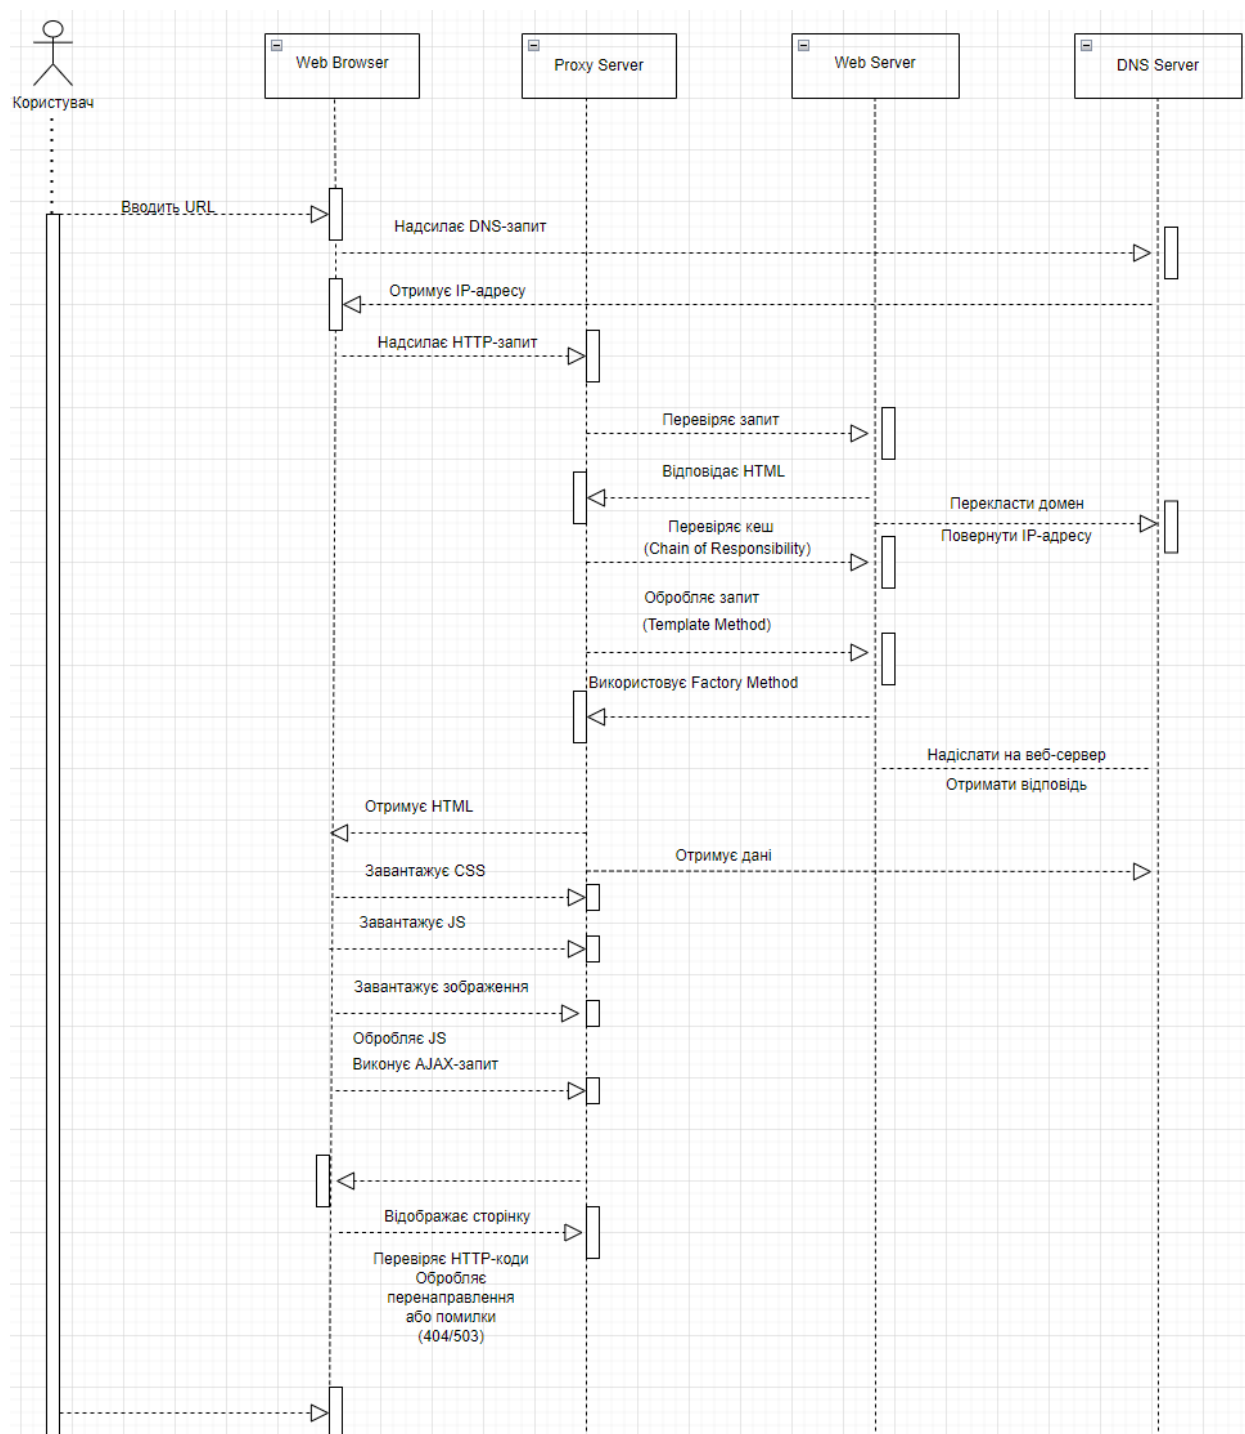 Користувач
Web Browser
Proxy Server
Web Server
DNS Server
Вводить URL
Надсилає DNS-запит
Отримує IP-адресу
Надсилає HTTP-запит
Перевіряє запит
Відповідає HTML
Перекласти домен
Повернути IP-адресу
Перевіряє кеш
(Chain of Responsibility)
Обробляє запит
(Template Method)
Використовує Factory Method
Надіслати на веб-сервер
Отримати відповідь
Отримує HTML
Отримує дані
Завантажує CSS
Завантажує JS
Завантажує зображення
Обробляє JS
Виконує AJAX-запит
Відображає сторінку
Перевіряє HTTP-коди
Обробляє
перенаправлення
або помилки
(404/503)